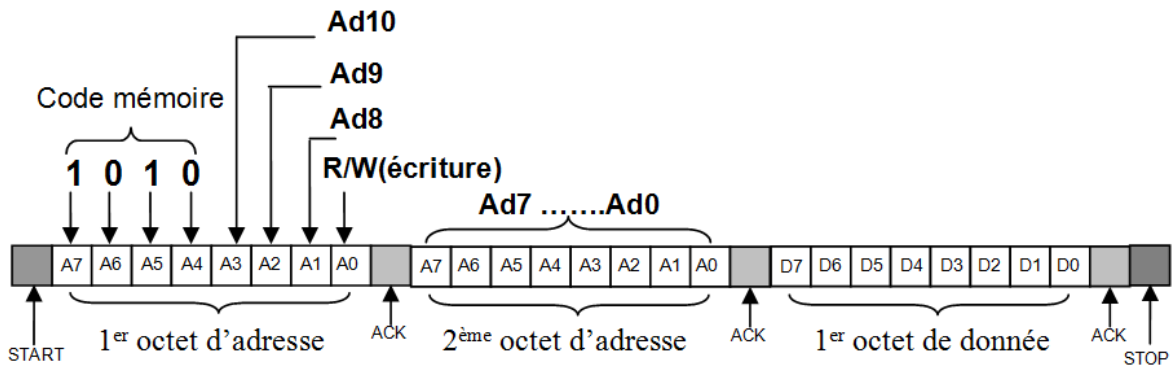 Ad10
Ad9
Code mémoire
Ad8
1 0 1 0
R/W(écriture)
Ad7 .......Ad0
A7 A6 A5 A4 A3 A2 A1 A0 A7 A6 A5 A4 A3 A2 A1 A0 D7 D6 D5 D4 D3 D2 D1 D0
START 1er octet d’adresse ACK 2ème octet d’adresse ACK 1er octet de donnée ACK STOP